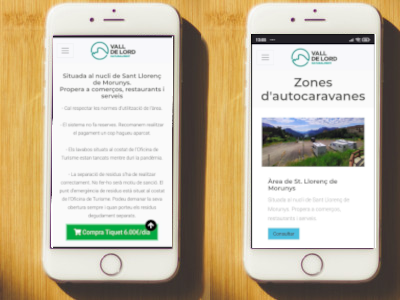 VALL
DE LORD
Situada al nucli de Sant Llorenç
de Morunys.
Propera a comerços, restaurants i
serveis
- Cal respectar les normes d'utilització de l'àrea.
- El sistema no fa reserves. Recomanem realitzar
el pagament un cop hagueu aparcat.
- Els lavabos situats al costat de l'Oficina de
Turisme estan tancats mentre duri la pandèmia.
- La separació de residus s'ha de realitzar
correctament. No fer-ho serà motiu de sanció. El
punt d'emergència de residus està situat al costat
de l'Oficina de Turisme. Podeu demanar la seva
obertura sempre i quan porteu els residus
degudament separats.
Compra Tiquet 6.00€/dia
VALL
DE LORD
Zones
d'autocaravanes
Àrea de St. Llorenç de
Morunys
Situada al nucli de Sant Llorenç de
Morunys. Propera a comerços,
restaurants i serveis.
Consultar